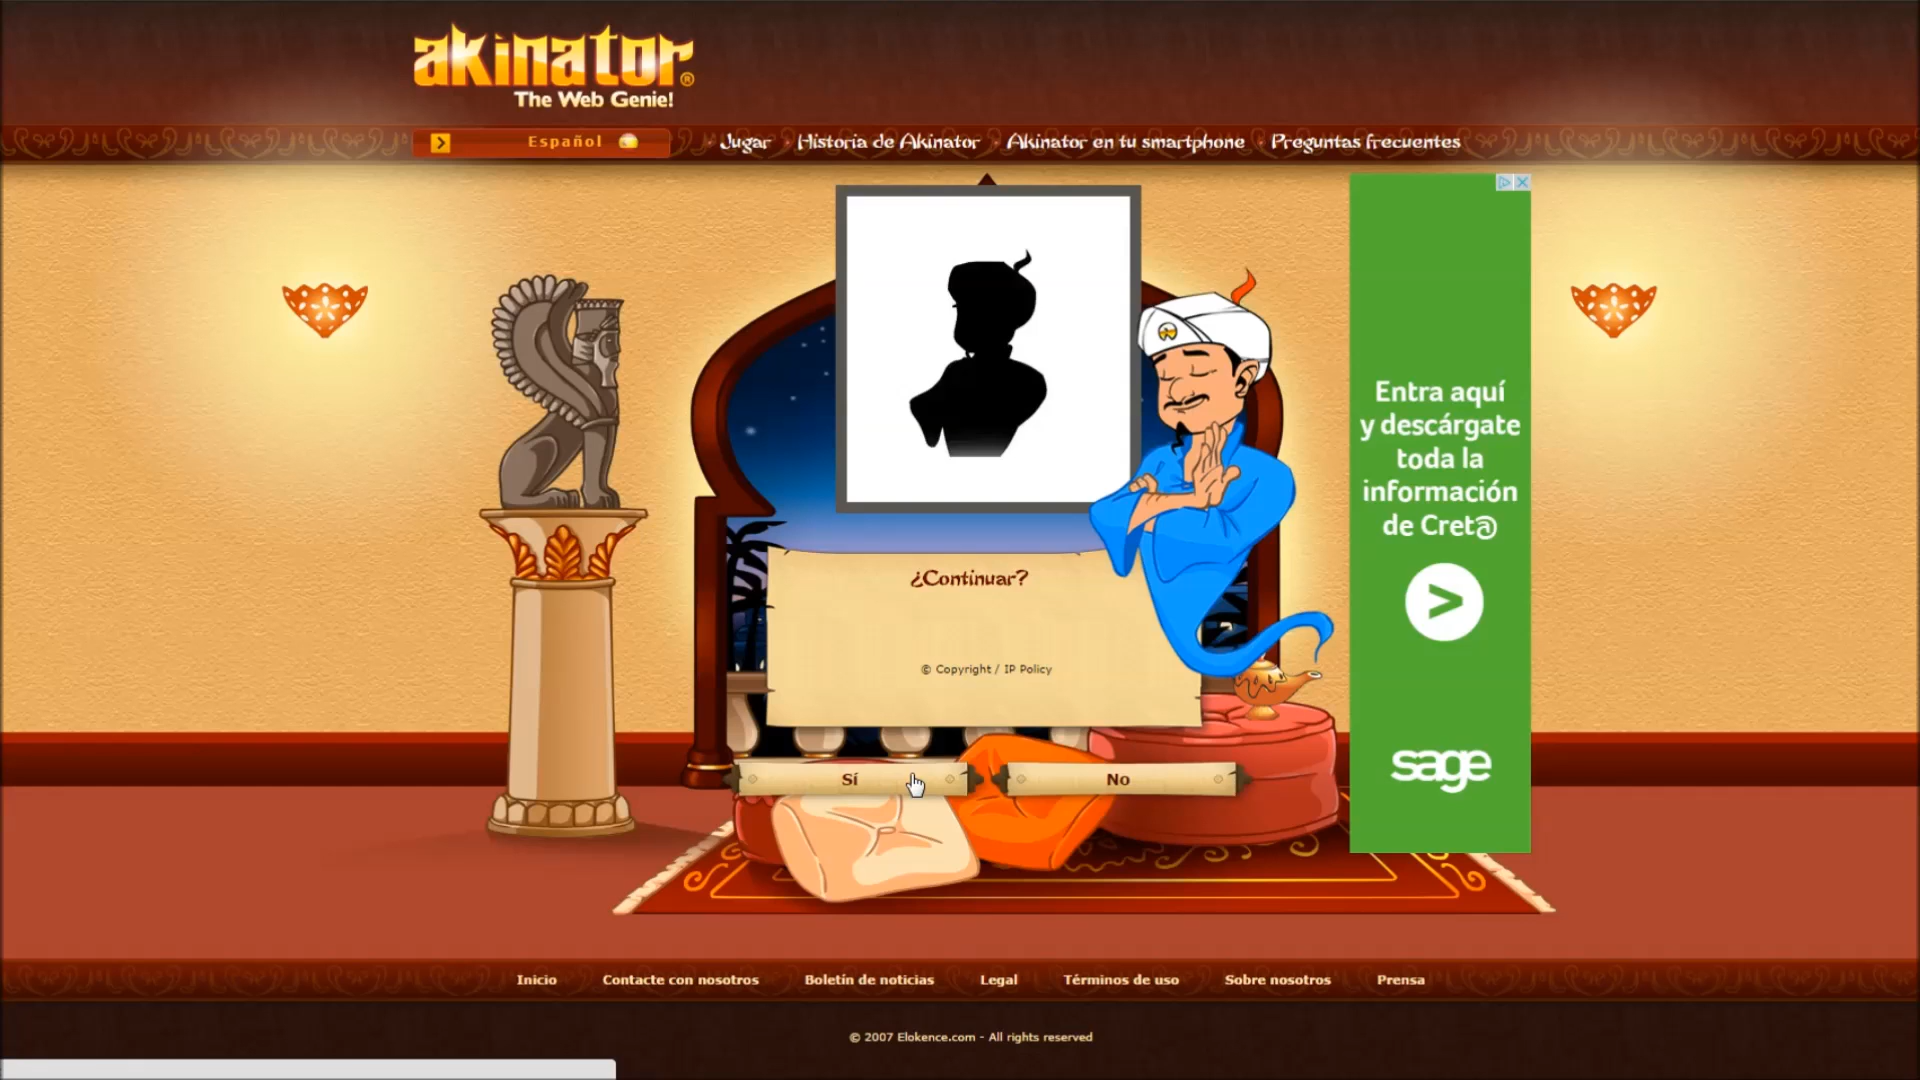 akinator®
The Web Genie!
Español
Jugar
Historia de Akinator
Akinator en tu smartphone
Preguntas frecuentes
Entra aquí
y descárgate
toda la
información
de Cret@
>
sage
¿Continuar?
© Copyright / IP Policy
Sí
No
Inicio
Contacte con nosotros
Boletín de noticias
Legal
Términos de uso
Sobre nosotros
Prensa
© 2007 Elokence.com - All rights reserved